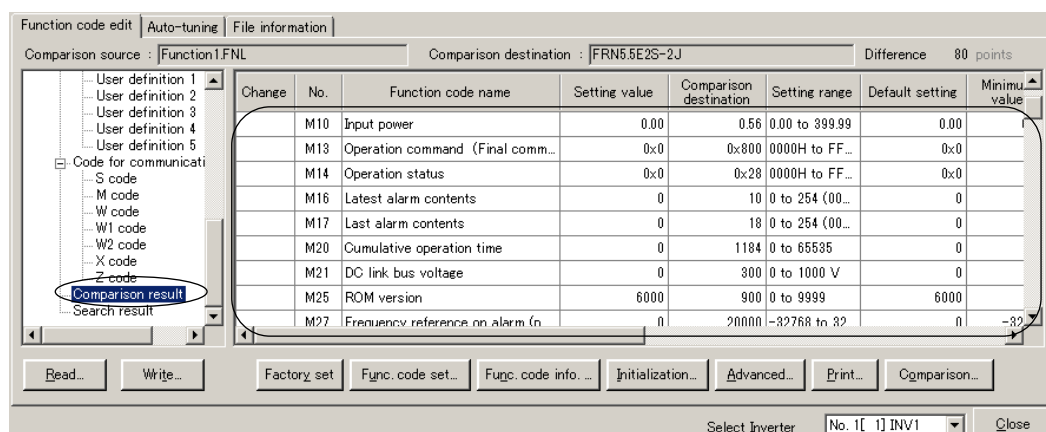 Function code edit Auto-tuning File information
Comparison source : Function1.FNL Comparison destination : FRN5.5E2S-2J Difference 80 points
User definition 1
User definition 2
User definition 3
User definition 4
User definition 5
Code for communicati
S code
M code
W code
W1 code
W2 code
X code
Z code
Comparison result
Search result
Change No. Function code name Setting value Comparison destination Setting range Default setting Minimu value
M10 Input power 0.00 0.56 0.00 to 399.99 0.00
M13 Operation command (Final comm... 0x0 0x800 0000H to FF... 0x0
M14 Operation status 0x0 0x28 0000H to FF... 0x0
M16 Latest alarm contents 0 10 0 to 254 (00... 0
M17 Last alarm contents 0 18 0 to 254 (00... 0
M20 Cumulative operation time 0 1184 0 to 65535 0
M21 DC link bus voltage 0 300 0 to 1000 V 0
M25 ROM version 6000 900 0 to 9999 6000
M27 Frequency reference on alarm (p... 0 20000 -32768 to 32... 0 -32
Read... Write... Factory set Func. code set... Func. code info. ... Initialization... Advanced... Print... Comparison...
Select Inverter No. 1[ 1] INV1 Close